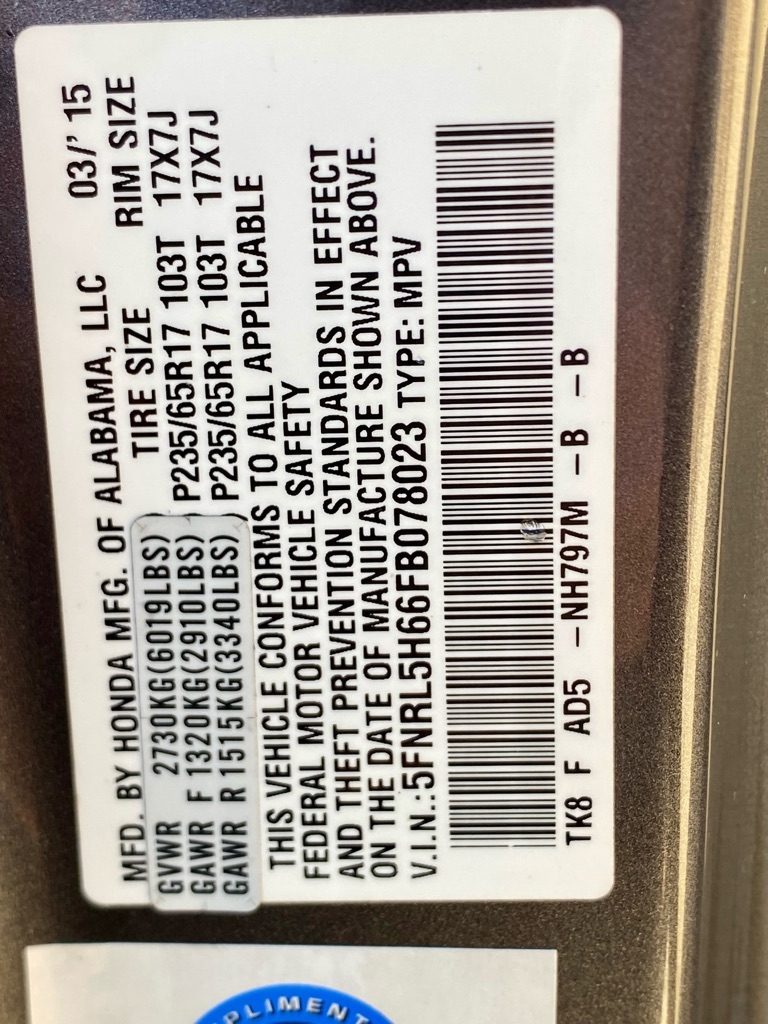 MFD. BY HONDA MFG. OF ALABAMA, LLC 03/' 15
TIRE SIZE RIM SIZE
GVWR 2730KG(6019LBS)
GAWR F 1320KG(2910LBS) P235/65R17 103T 17X7J
GAWR R 1515KG(3340LBS) P235/65R17 103T 17X7J
THIS VEHICLE CONFORMS TO ALL APPLICABLE
FEDERAL MOTOR VEHICLE SAFETY
AND THEFT PREVENTION STANDARDS IN EFFECT
ON THE DATE OF MANUFACTURE SHOWN ABOVE.
V.I.N.:5FNRL5H66FB078023 TYPE: MPV
TK8 F AD5 -NH797M -B -B